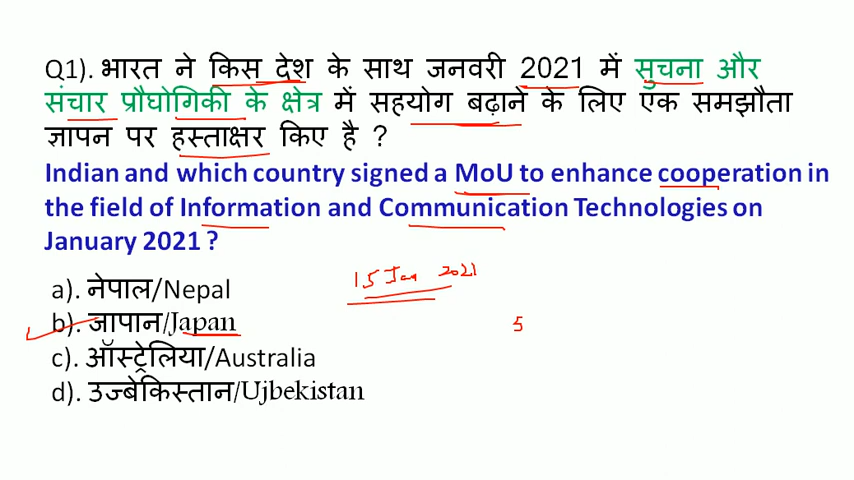 Q1). भारत ने किस देश के साथ जनवरी 2021 में सुचना और
संचार प्रौघोगिकी के क्षेत्र में सहयोग बढ़ाने के लिए एक समझौता
ज्ञापन पर हस्ताक्षर किए है ?
Indian and which country signed a MoU to enhance cooperation in
the field of Information and Communication Technologies on
January 2021 ?
15 Jan 2021
a). नेपाल/Nepal
b). जापान/Japan
5
c). ऑस्ट्रेलिया/Australia
d). उज्बेकिस्तान/Ujbekistan